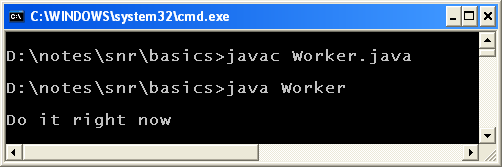 C:\WINDOWS\system32\cmd.exe
D:\notes\snr\basics>javac Worker.java
D:\notes\snr\basics>java Worker
Do it right now